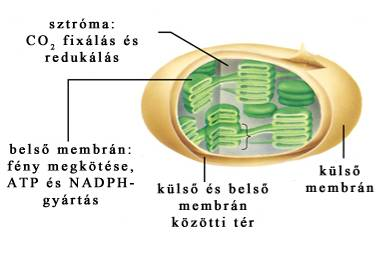 sztróma:
CO₂ fixálás és
redukálás
belső membrán:
fény megkötése,
ATP és NADPH-
gyártás
külső és belső
membrán
közötti tér
külső
membrán